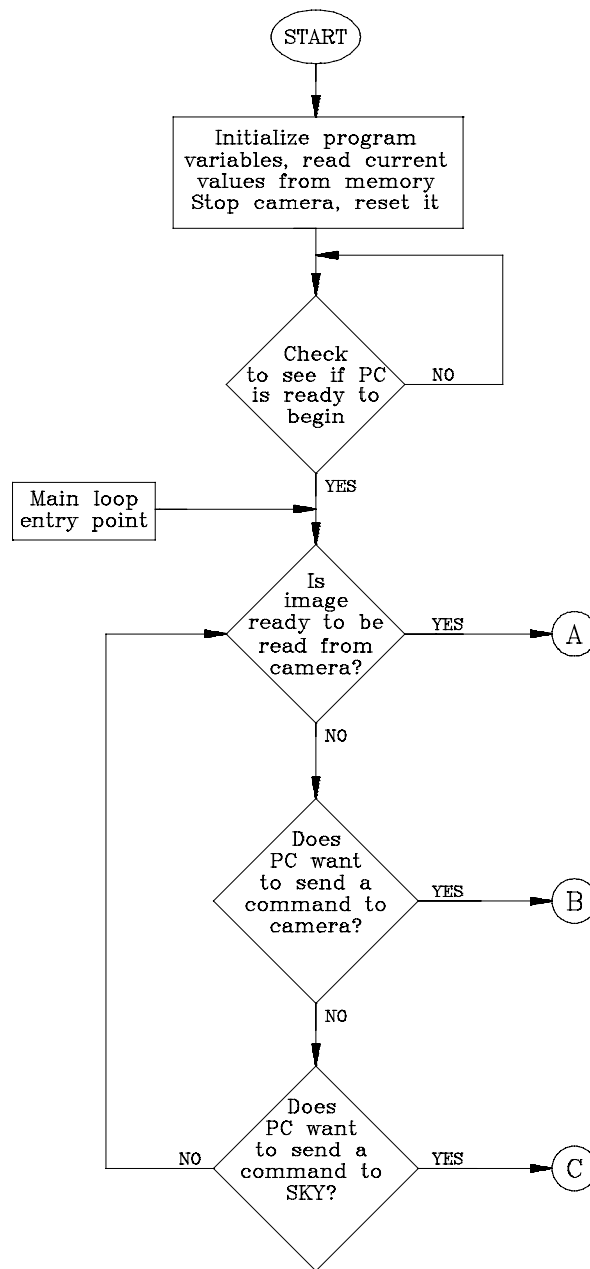 START
Initialize program
variables, read current
values from memory
Stop camera, reset it
Check
to see if PC
is ready to
begin
NO
YES
Main loop
entry point
Is
image
ready to be
read from
camera?
YES
A
NO
Does
PC want
to send a
command to
camera?
YES
B
NO
Does
PC want
to send a
command to
SKY?
NO
YES
C